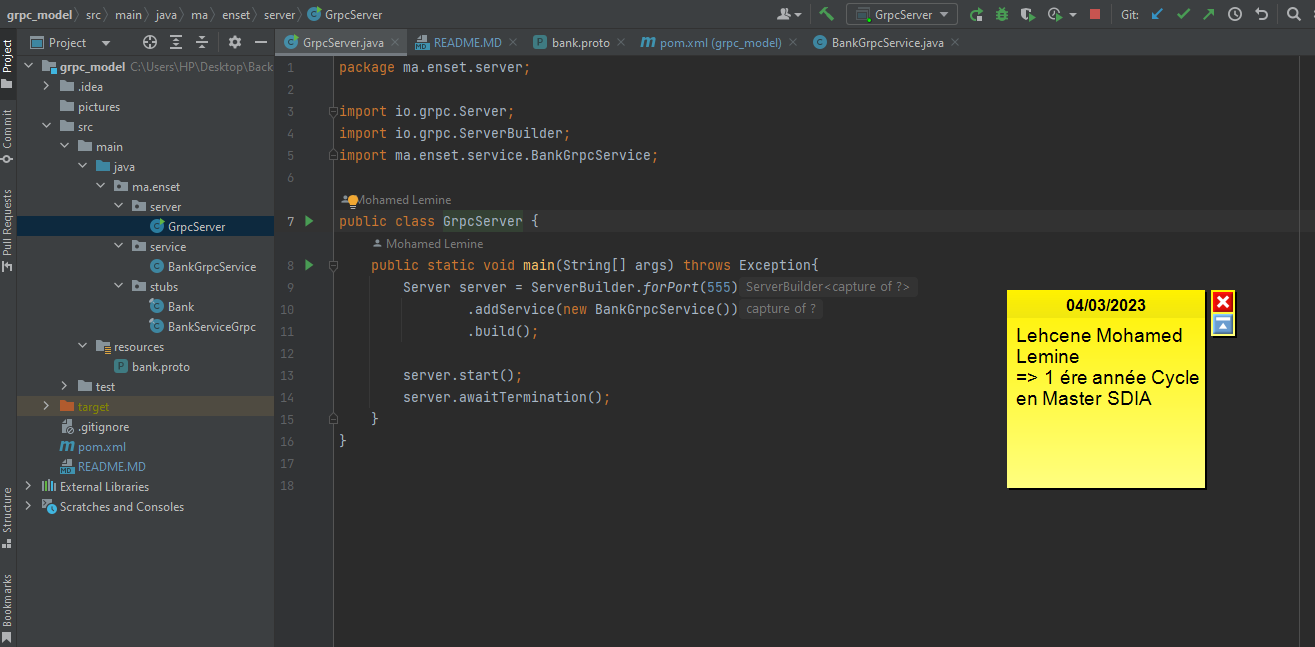 grpc_model src main java ma enset server GrpcServer
GrpcServer
Git:
Project
GrpcServer.java
README.MD
bank.proto
pom.xml (grpc_model)
BankGrpcService.java
Project
Commit
Pull Requests
Structure
Bookmarks
grpc_model C:\Users\HP\Desktop\Back
.idea
pictures
src
main
java
ma.enset
server
GrpcServer
service
BankGrpcService
stubs
Bank
BankServiceGrpc
resources
bank.proto
test
target
.gitignore
pom.xml
README.MD
External Libraries
Scratches and Consoles
1 package ma.enset.server;
2
3 import io.grpc.Server;
4 import io.grpc.ServerBuilder;
5 import ma.enset.service.BankGrpcService;
6
Mohamed Lemine
7 public class GrpcServer {
Mohamed Lemine
8 public static void main(String[] args) throws Exception{
9 Server server = ServerBuilder.forPort(555) ServerBuilder<capture of ?>
10 .addService(new BankGrpcService()) capture of ?
11 .build();
12
13 server.start();
14 server.awaitTermination();
15 }
16 }
17
18
04/03/2023
Lehcene Mohamed
Lemine
=> 1 ére année Cycle
en Master SDIA